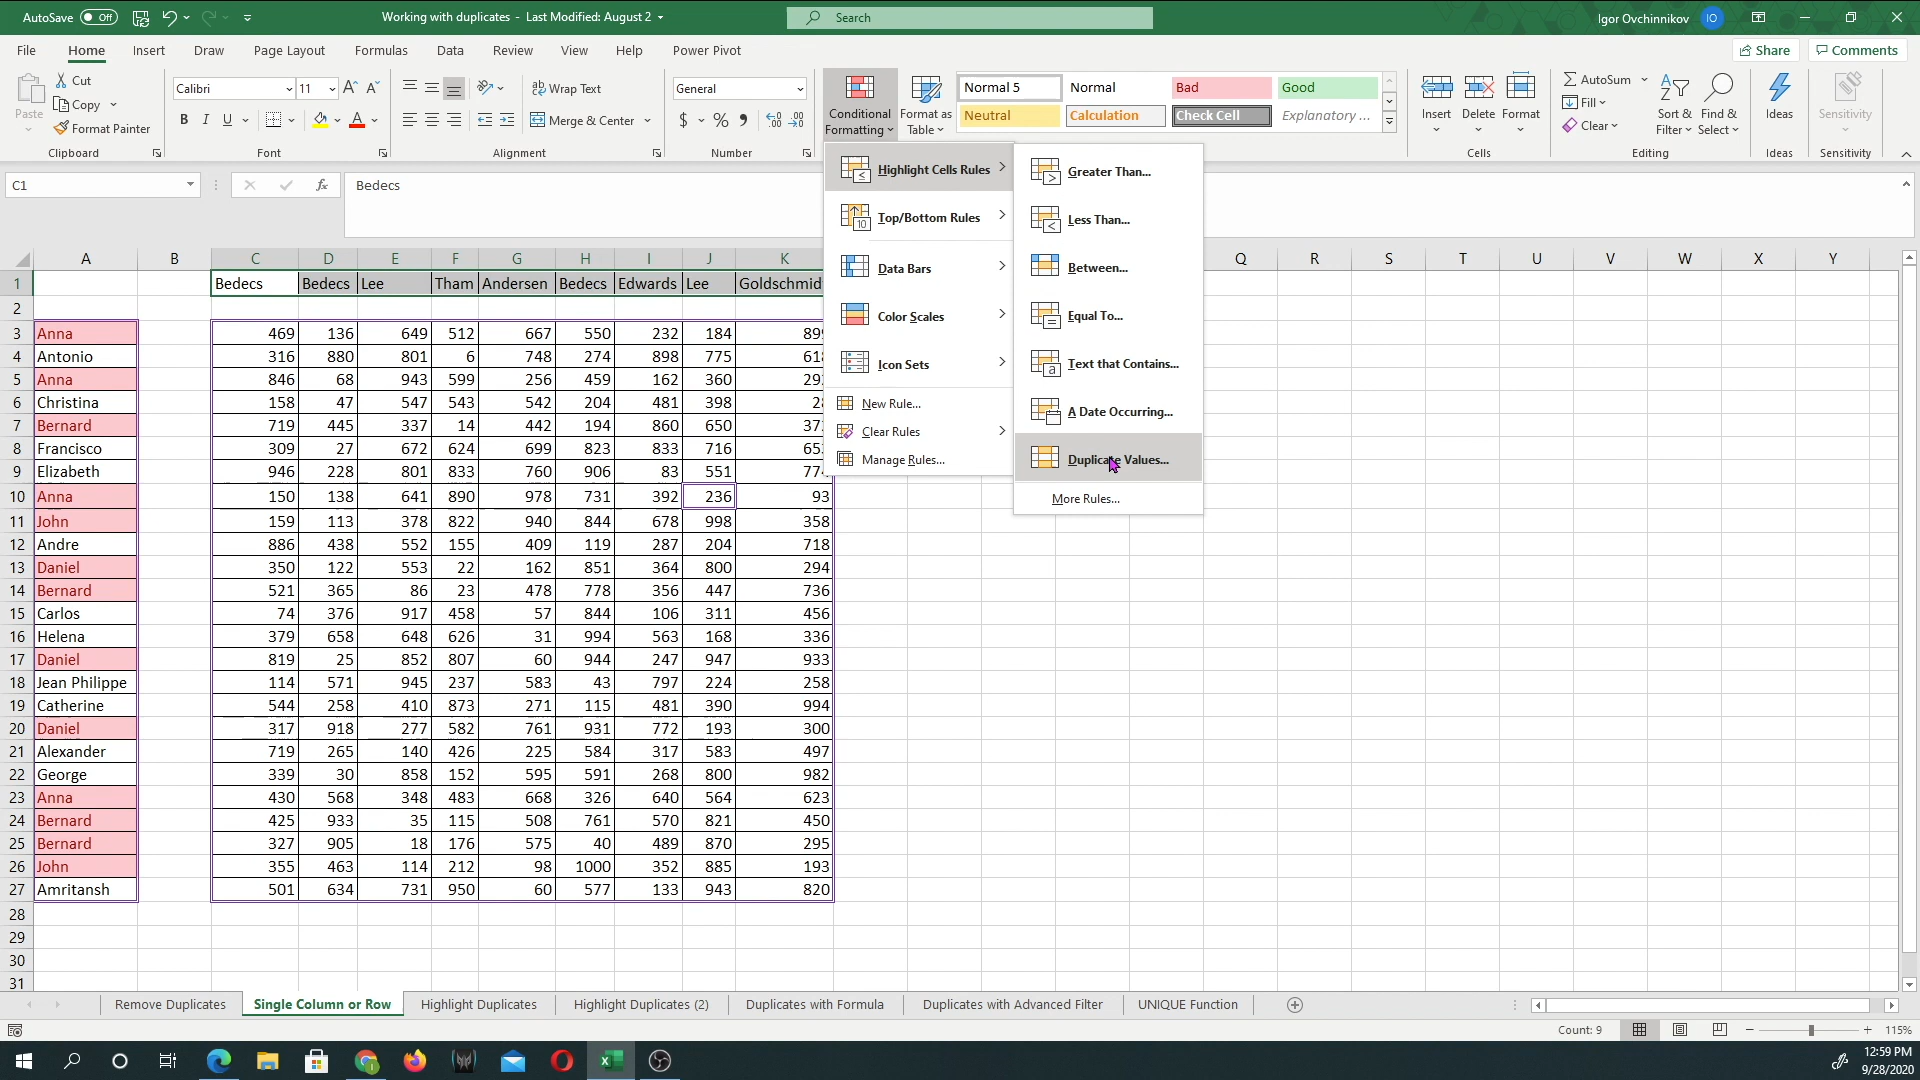 AutoSave Off Working with duplicates - Last Modified: August 2 Search Igor Ovchinnikov IO
File Home Insert Draw Page Layout Formulas Data Review View Help Power Pivot Share Comments
Paste Cut Copy Format Painter Clipboard
Calibri 11 B I U A Font
Wrap Text Merge & Center Alignment
General $ % Number
Conditional Formatting Format as Table
Normal 5 Normal Bad Good
Neutral Calculation Check Cell Explanatory ...
Insert Delete Format Cells
AutoSum Fill Clear Sort & Filter Find & Select Editing
Ideas Ideas Sensitivity Sensitivity
C1 fx Bedecs
Highlight Cells Rules
Top/Bottom Rules
Data Bars
Color Scales
Icon Sets
New Rule...
Clear Rules
Manage Rules...
Greater Than...
Less Than...
Between...
Equal To...
Text that Contains...
A Date Occurring...
Duplicate Values...
More Rules...
A B C D E F G H I J K Q R S T U V W X Y
1 Bedecs Bedecs Lee Tham Andersen Bedecs Edwards Lee Goldschmid
2
3 Anna 469 136 649 512 667 550 232 184 899
4 Antonio 316 880 801 6 748 274 898 775
5 Anna 846 68 943 599 256 459 162 360
6 Christina 158 47 547 543 542 204 481 398
7 Bernard 719 445 337 14 442 194 860 650
8 Francisco 309 27 672 624 699 823 833 716
9 Elizabeth 946 228 801 833 760 906 83 551 774
10 Anna 150 138 641 890 978 731 392 236 93
11 John 159 113 378 822 940 844 678 998 358
12 Andre 886 438 552 155 409 119 287 204 718
13 Daniel 350 122 553 22 162 851 364 800 294
14 Bernard 521 365 86 23 478 778 356 447 736
15 Carlos 74 376 917 458 57 844 106 311 456
16 Helena 379 658 648 626 31 994 563 168 336
17 Daniel 819 25 852 807 60 944 247 947 933
18 Jean Philippe 114 571 945 237 583 43 797 224 258
19 Catherine 544 258 410 873 271 115 481 390 994
20 Daniel 317 918 277 582 761 931 772 193 300
21 Alexander 719 265 140 426 225 584 317 583 497
22 George 339 30 858 152 595 591 268 800 982
23 Anna 430 568 348 483 668 326 640 564 623
24 Bernard 425 933 35 115 508 761 570 821 450
25 Bernard 327 905 18 176 575 40 489 870 295
26 John 355 463 114 212 98 1000 352 885 193
27 Amritansh 501 634 731 950 60 577 133 943 820
28
29
30
31
Remove Duplicates Single Column or Row Highlight Duplicates Highlight Duplicates (2) Duplicates with Formula Duplicates with Advanced Filter UNIQUE Function
Count: 9 115%
12:59 PM
9/28/2020